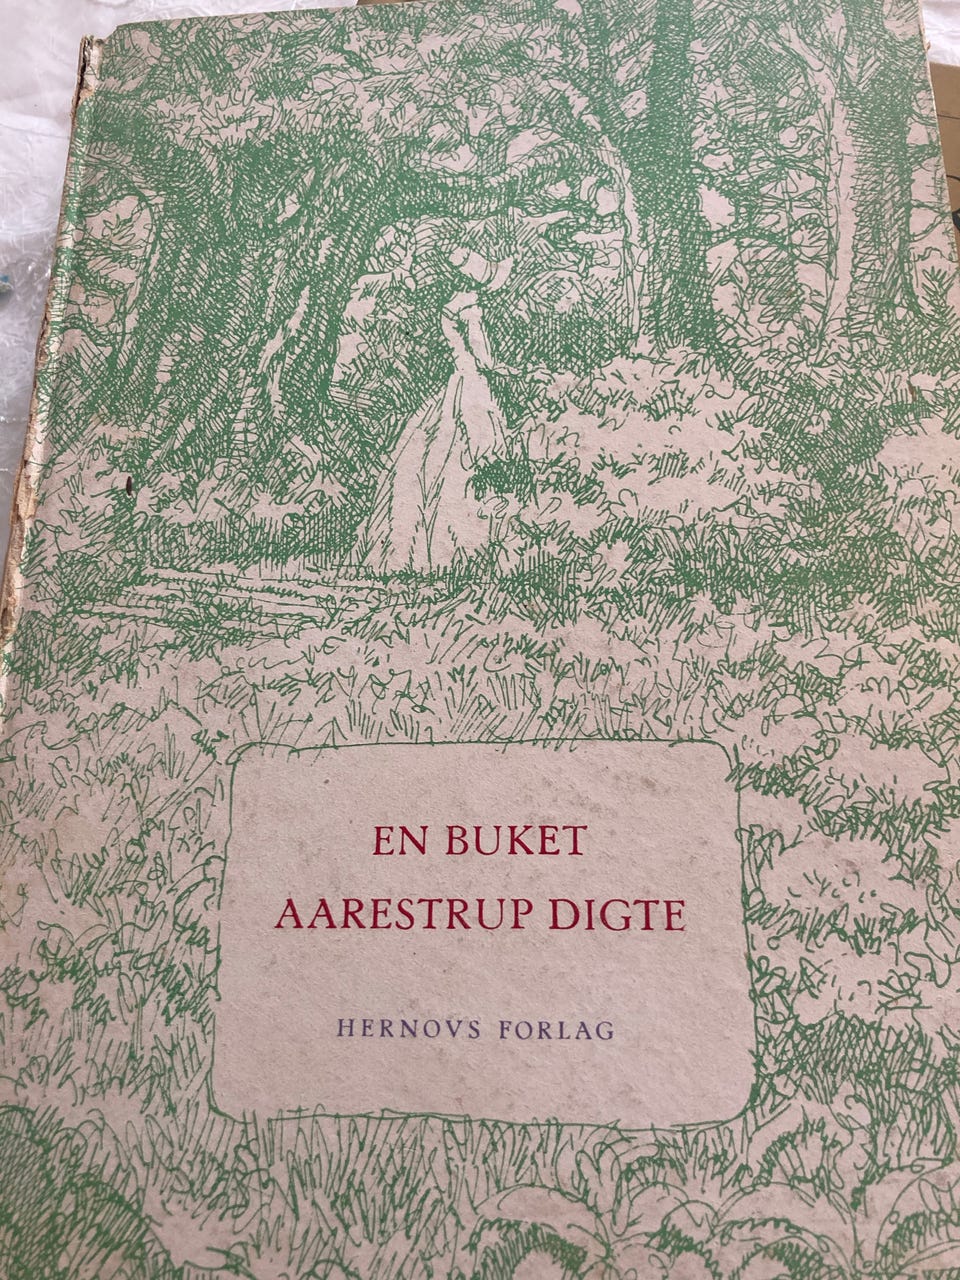 EN BUKET
AARESTRUP DIGTE
HERNOVS FORLAG